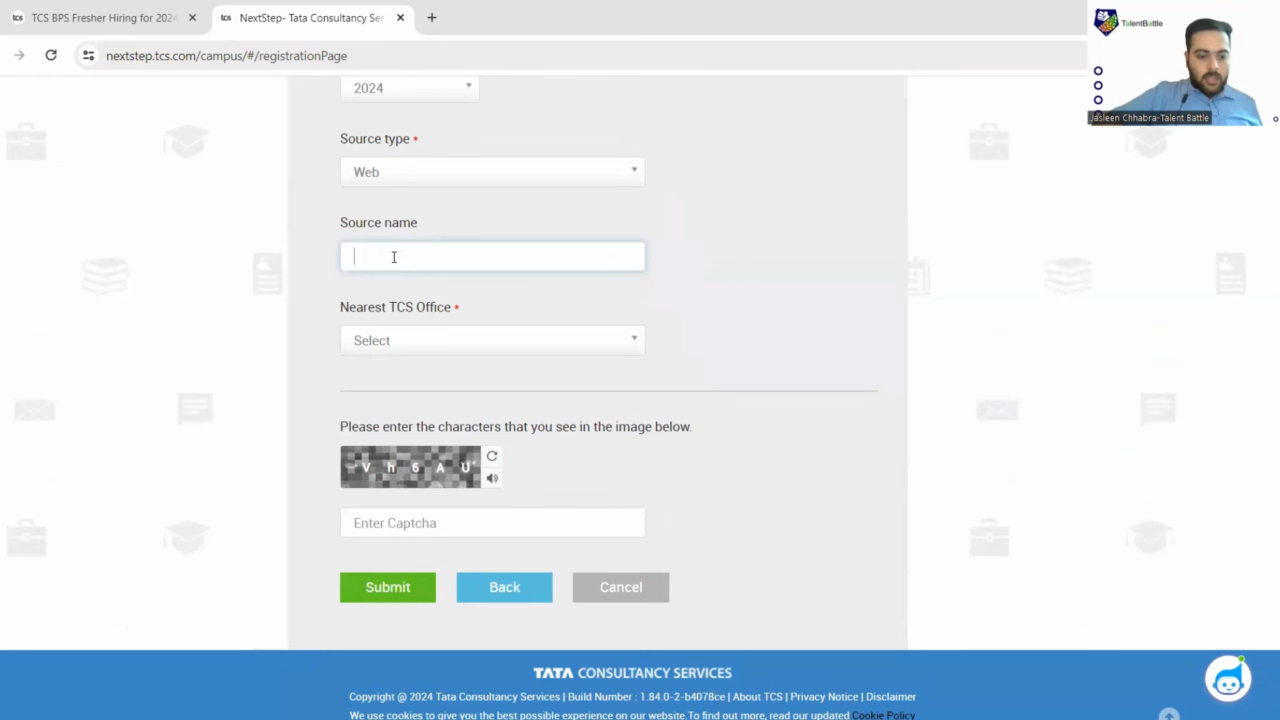 tcs TCS BPS Fresher Hiring for 2024
tcs NextStep- Tata Consultancy Ser
nextstep.tcs.com/campus/#/registrationPage
TalentBattle
Jasleen Chhabra-Talent Battle
2024
Source type *
Web
Source name
Nearest TCS Office *
Select
Please enter the characters that you see in the image below.
V h 6 A U
Enter Captcha
Submit Back Cancel
TATA CONSULTANCY SERVICES
Copyright @ 2024 Tata Consultancy Services | Build Number : 1.84.0-2-b4078ce | About TCS | Privacy Notice | Disclaimer
We use cookies to give you the best possible experience on our website.To find out more, read our updated Cookie Policy